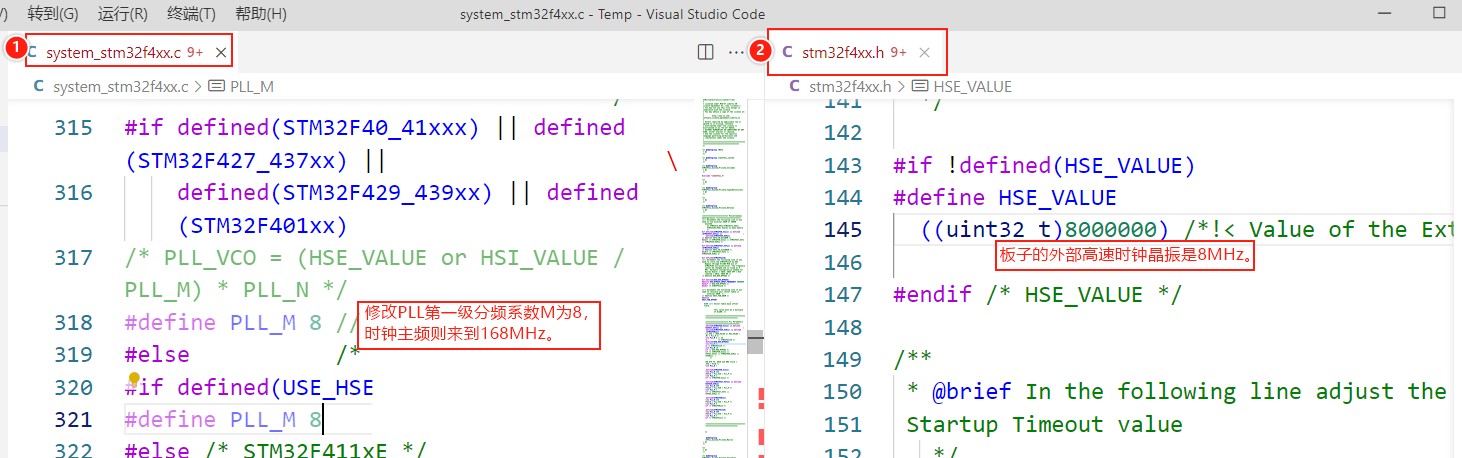 转到(G) 运行(R) 终端(T) 帮助(H) system_stm32f4xx.c - Temp - Visual Studio Code
1 C system_stm32f4xx.c 9+ ×
C system_stm32f4xx.c > PLL_M
/
315 #if defined(STM32F40_41xxx) || defined
(STM32F427_437xx) || \
316 defined(STM32F429_439xx) || defined
(STM32F401xx)
317 /* PLL_VCO = (HSE_VALUE or HSI_VALUE /
PLL_M) * PLL_N */
318 #define PLL_M 8 //
修改PLL第一级分频系数M为8，
时钟主频则来到168MHz。
319 #else /*
320 #if defined(USE_HSE
321 #define PLL_M 8
322 #else /* STM32F411xE */
2 C stm32f4xx.h 9+ ×
C stm32f4xx.h > HSE_VALUE
141 */
142
143 #if !defined(HSE_VALUE)
144 #define HSE_VALUE
145 ((uint32_t)8000000) /*!< Value of the Ext
板子的外部高速时钟晶振是8MHz。
146
147 #endif /* HSE_VALUE */
148
149 /**
150 * @brief In the following line adjust the
151 Startup Timeout value
152 */